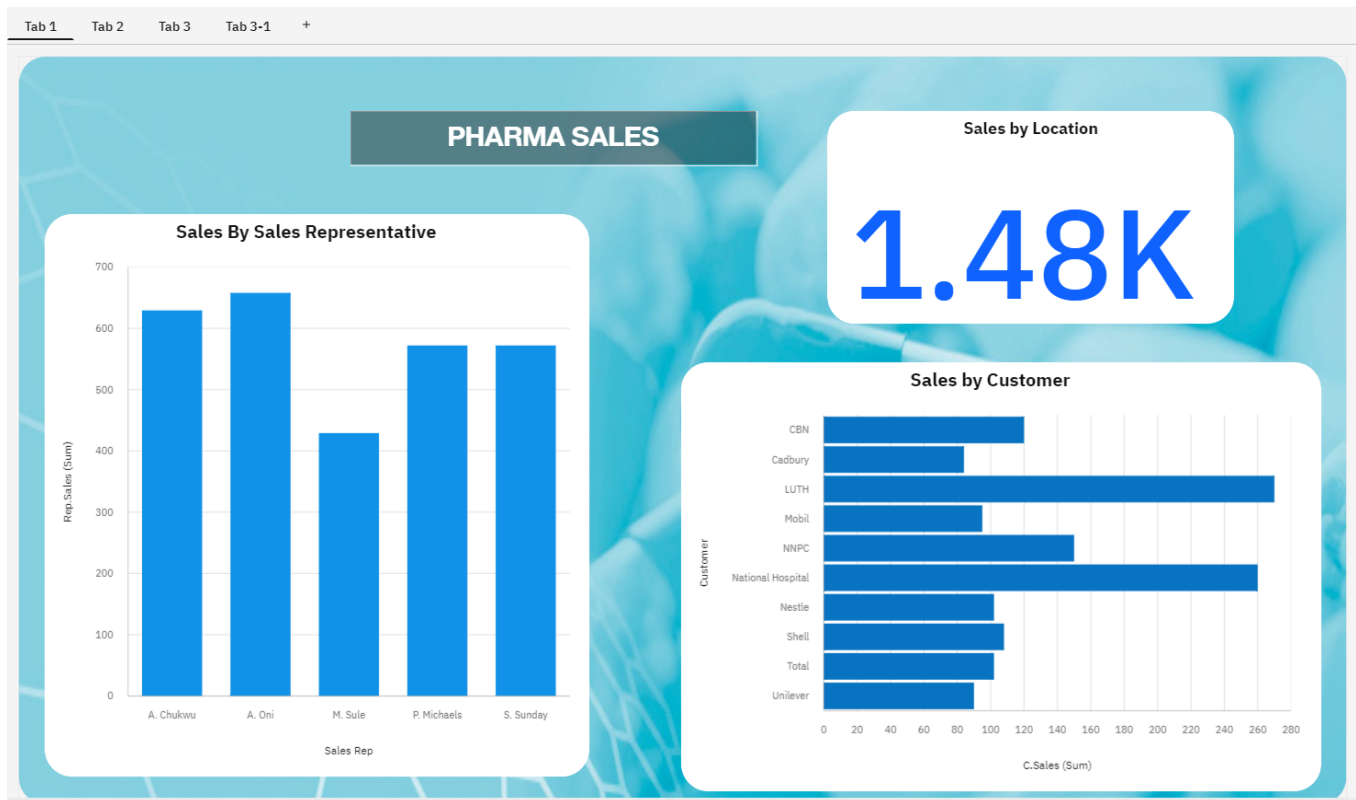 Tab 1 Tab 2 Tab 3 Tab 3-1 +
PHARMA SALES
Sales by Location
1.48K
Sales By Sales Representative
700
600
500
400
300
200
100
0
Rep.Sales (Sum)
A. Chukwu A. Oni M. Sule P. Michaels S. Sunday
Sales Rep
Sales by Customer
Customer
CBN
Cadbury
LUTH
Mobil
NNPC
National Hospital
Nestle
Shell
Total
Unilever
0 20 40 60 80 100 120 140 160 180 200 220 240 260 280
C.Sales (Sum)